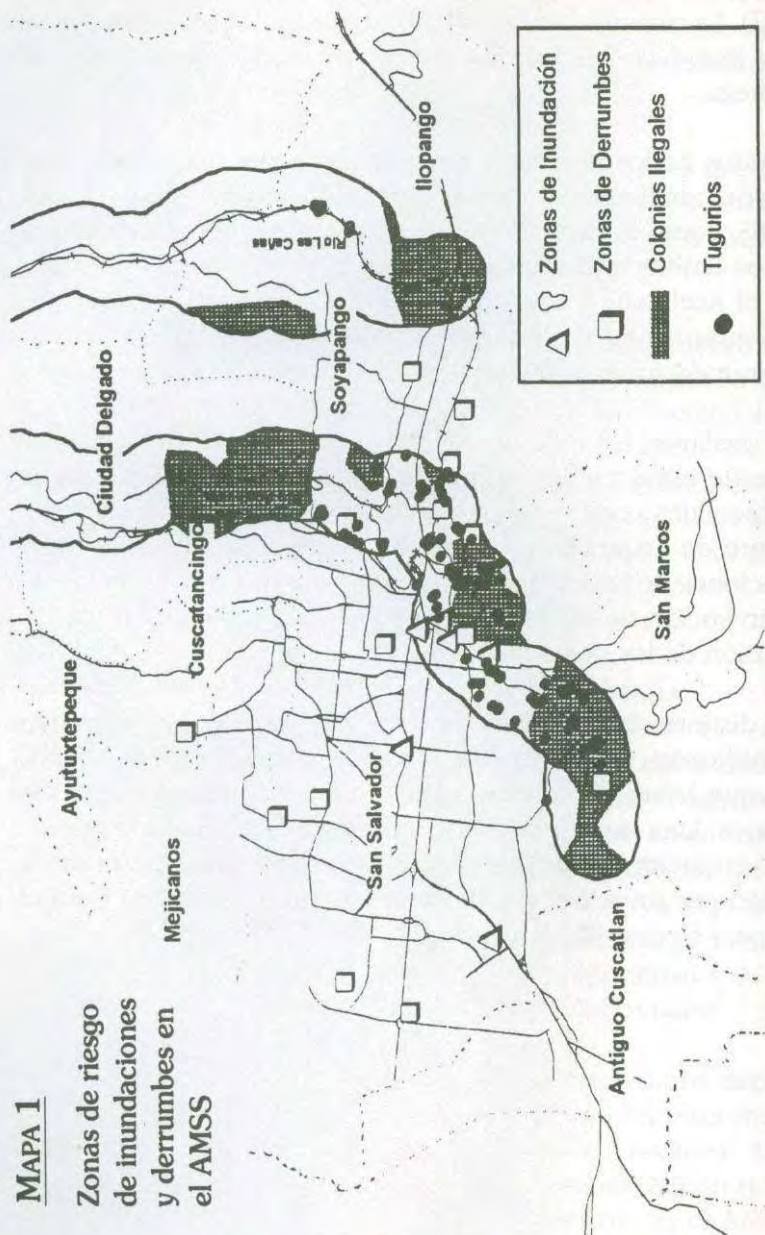 MAPA 1
Zonas de riesgo
de inundaciones
y derrumbes en
el AMSS
Ayutuxtepeque
Mejicanos
Cuscatancingo
Ciudad Delgado
Soyapango
Río Las Cañas
Ilopango
San Salvador
San Marcos
Antiguo Cuscatlan
Zonas de Inundación
Zonas de Derrumbes
Colonias Ilegales
Tugurios